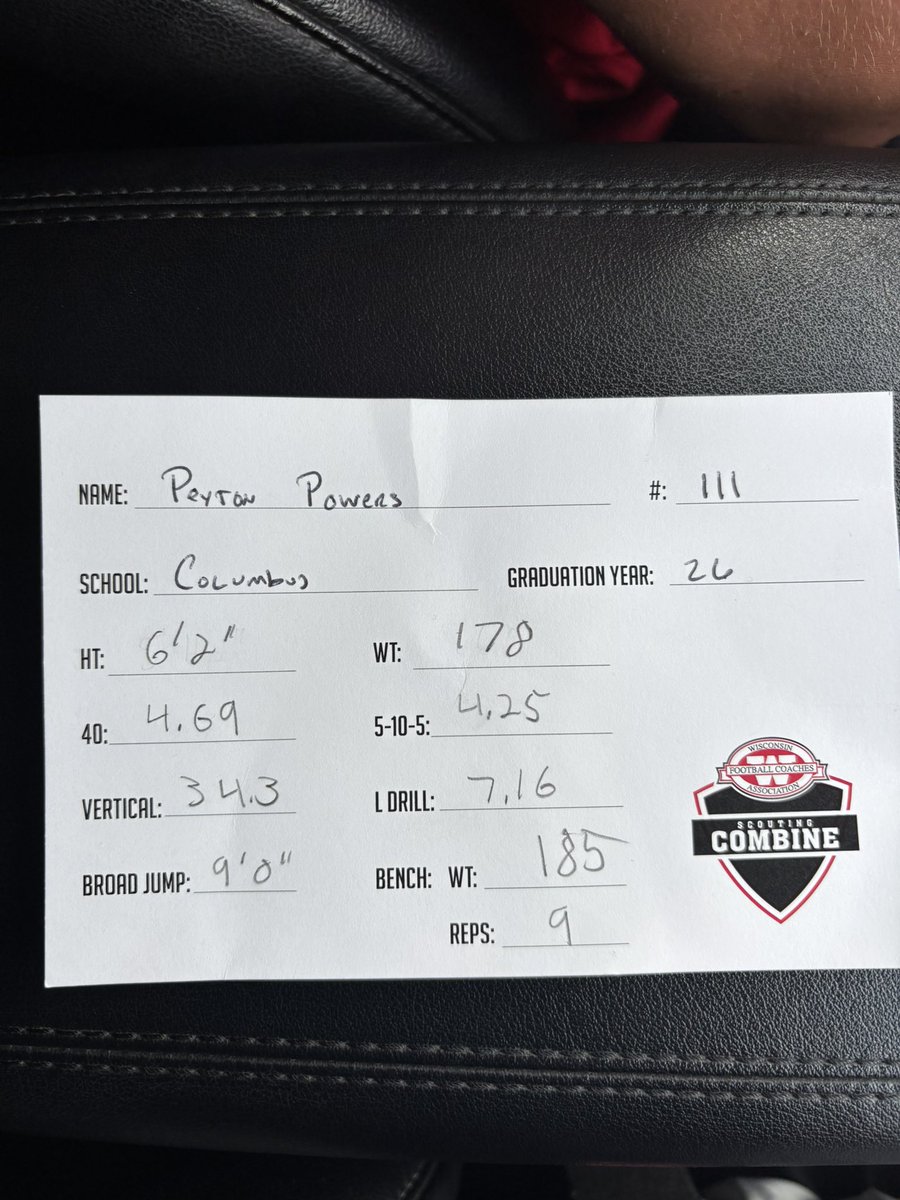 NAME: Peyton Powers #: 111
SCHOOL: Columbus GRADUATION YEAR: 26
HT: 6'2" WT: 178
40: 4.69 5-10-5: 4.25
VERTICAL: 34.3 L DRILL: 7.16
BROAD JUMP: 9'0" BENCH: WT: 185
REPS: 9
WISCONSIN
W
FOOTBALL COACHES
ASSOCIATION
SCOUTING
COMBINE